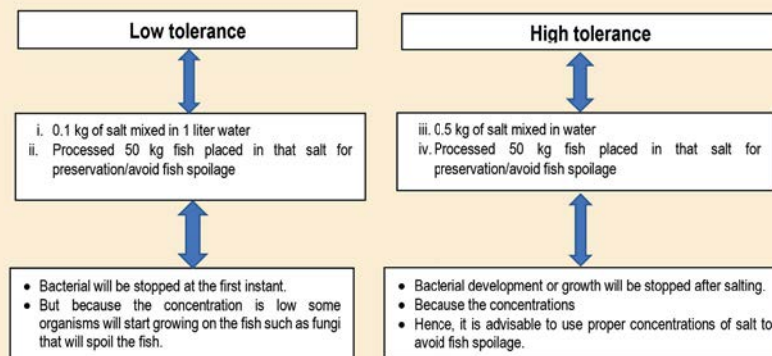 Low tolerance
i. 0.1 kg of salt mixed in 1 liter water
ii. Processed 50 kg fish placed in that salt for
preservation/avoid fish spoilage
• Bacterial will be stopped at the first instant.
• But because the concentration is low some
organisms will start growing on the fish such as fungi
that will spoil the fish.
High tolerance
iii. 0.5 kg of salt mixed in water
iv. Processed 50 kg fish placed in that salt for
preservation/avoid fish spoilage
• Bacterial development or growth will be stopped after salting.
• Because the concentrations
• Hence, it is advisable to use proper concentrations of salt to
avoid fish spoilage.